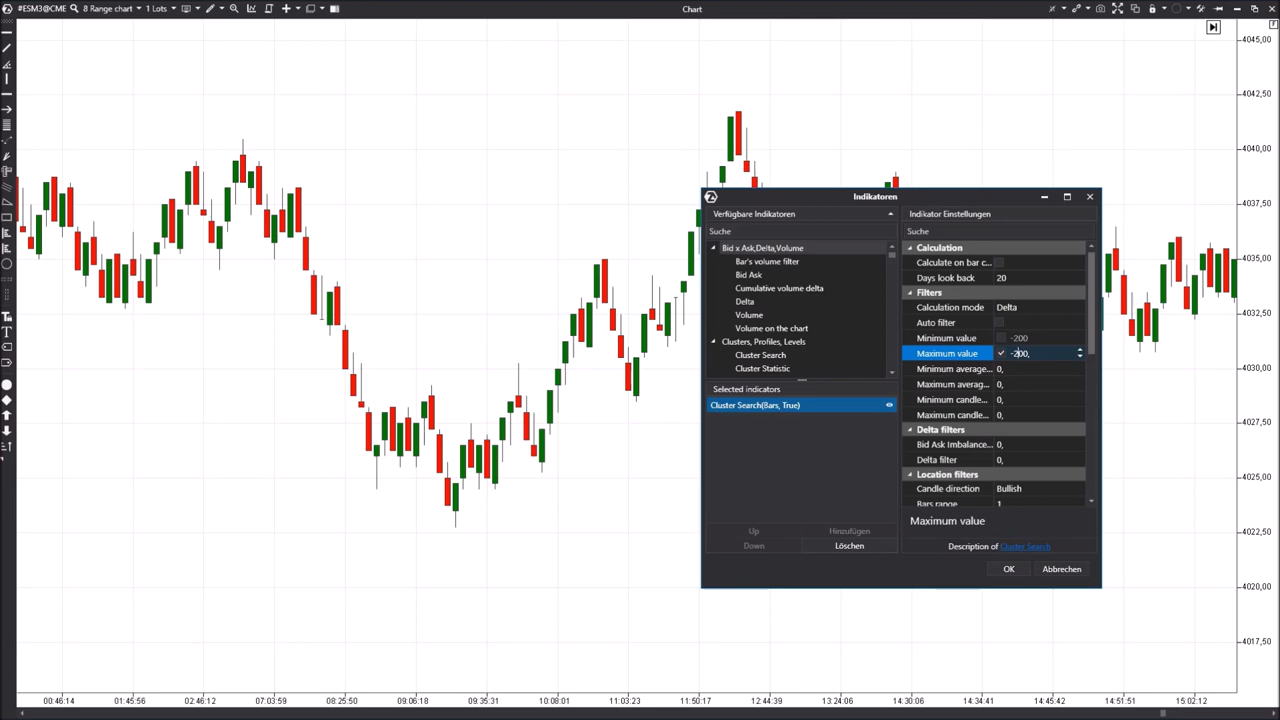 #ESM3@CME 8 Range chart 1 Lots Chart
4045,00
4042,50
4040,00
4037,50
4035,00
4032,50
4030,00
4027,50
4025,00
4022,50
4020,00
4017,50
Indikatoren
Verfügbare Indikatoren
Suche
Bid x Ask,Delta,Volume
Bar's volume filter
Bid Ask
Cumulative volume delta
Delta
Volume
Volume on the chart
Clusters, Profiles, Levels
Cluster Search
Cluster Statistic
Selected indicators
Cluster Search(Bars, True)
Up
Hinzufügen
Down
Löschen
Indikator Einstellungen
Suche
Calculation
Calculate on bar c...
Days look back 20
Filters
Calculation mode Delta
Auto filter
Minimum value -200
Maximum value -200,
Minimum average... 0,
Maximum averag... 0,
Minimum candle... 0,
Maximum candle... 0,
Delta filters
Bid Ask Imbalance... 0,
Delta filter 0,
Location filters
Candle direction Bullish
Bars range 1
Maximum value
Description of Cluster Search
OK Abbrechen
00:46:14 01:45:56 02:46:12 07:03:59 08:25:50 09:06:18 09:35:31 10:08:01 11:03:23 11:50:17 12:44:39 13:24:06 14:30:06 14:34:41 14:45:42 14:51:51 15:02:12